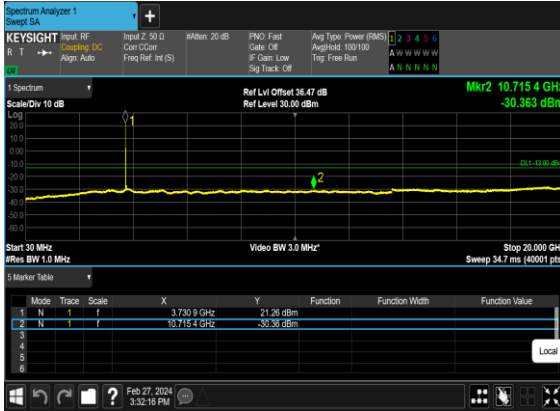 Spectrum Analyzer 1
Swept SA
+
KEYSIGHT Input: RF Input Z: 50 Ω #Atten: 20 dB PNO: Fast Avg Type: Power (RMS) 1 2 3 4 5 6
R T Coupling: DC Corr CCorr Gate: Off Avg|Hold: 100/100 A W W W W W
Align: Auto Freq Ref: Int (S) IF Gain: Low Trig: Free Run
Sig Track: Off A N N N N N
1 Spectrum
Scale/Div 10 dB
Ref Lvl Offset 36.47 dB
Ref Level 30.00 dBm
Mkr2 10.715 4 GHz
-30.363 dBm
Log
1
20.0
10.0
0.00
-10.0
DL1 -13.00 dBm
-20.0
2
-30.0
-40.0
-50.0
-60.0
Start 30 MHz Video BW 3.0 MHz* Stop 20.000 GHz
#Res BW 1.0 MHz Sweep 34.7 ms (40001 pts)
5 Marker Table
Mode Trace Scale X Y Function Function Width Function Value
1 N 1 f 3.730 9 GHz 21.26 dBm
2 N 1 f 10.715 4 GHz -30.36 dBm
3
4
5
6
Local
? Feb 27, 2024
3:32:16 PM